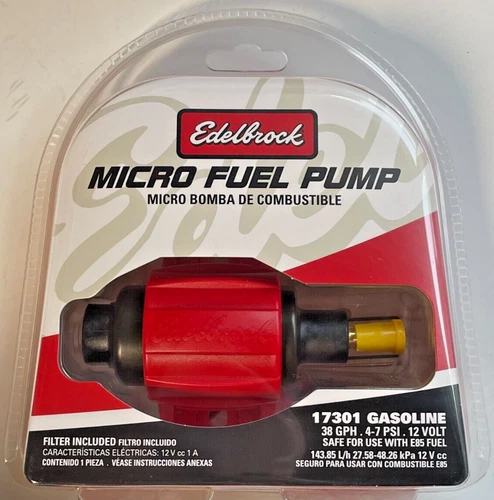 Edelbrock
MICRO FUEL PUMP
MICRO BOMBA DE COMBUSTIBLE
17301 GASOLINE
38 GPH . 4-7 PSI . 12 VOLT
SAFE FOR USE WITH E85 FUEL
143.85 L/h 27.58-48.26 kPa 12 V cc
SEGURO PARA USAR CON COMBUSTIBLE E85
FILTER INCLUDED FILTRO INCLUIDO
CARACTERÍSTICAS ELÉCTRICAS: 12 V cc 1 A
CONTENIDO 1 PIEZA . VÉASE INSTRUCCIONES ANEXAS